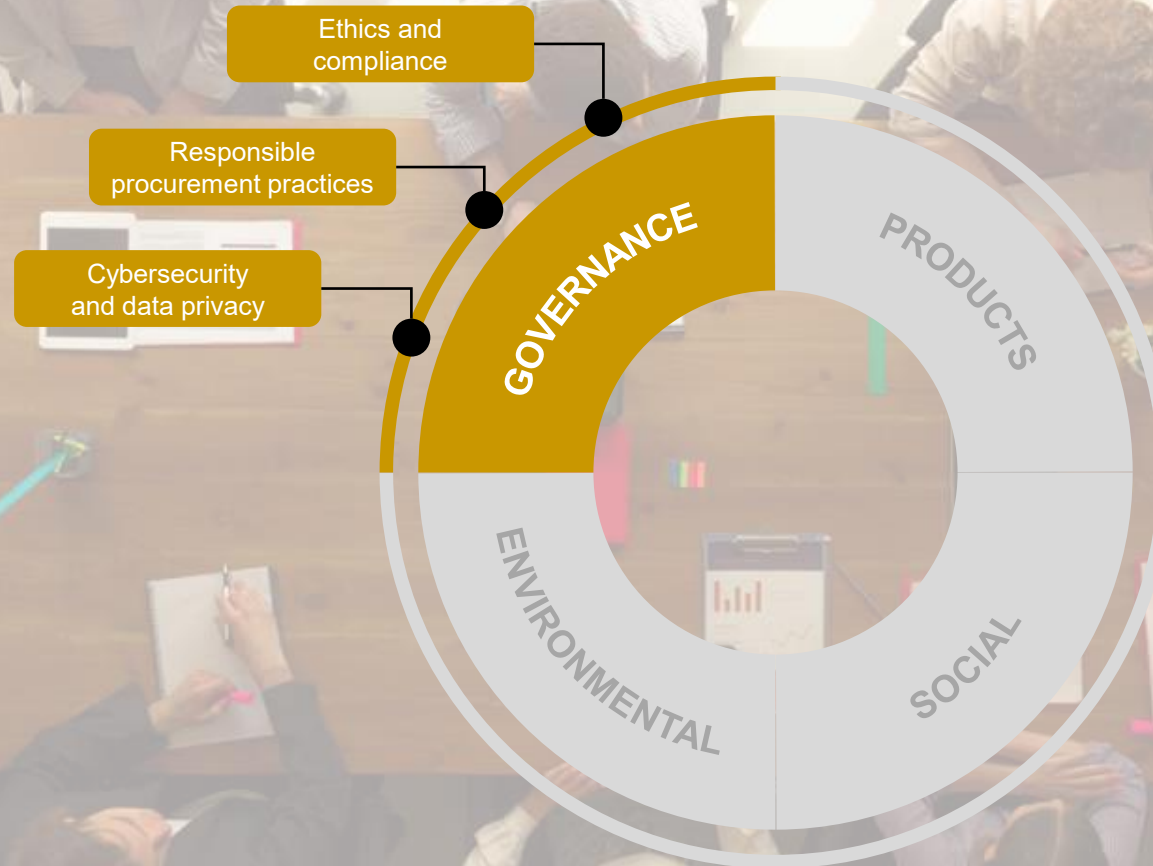 Ethics and
compliance
Responsible
procurement practices
Cybersecurity
and data privacy
GOVERNANCE
PRODUCTS
ENVIRONMENTAL
SOCIAL